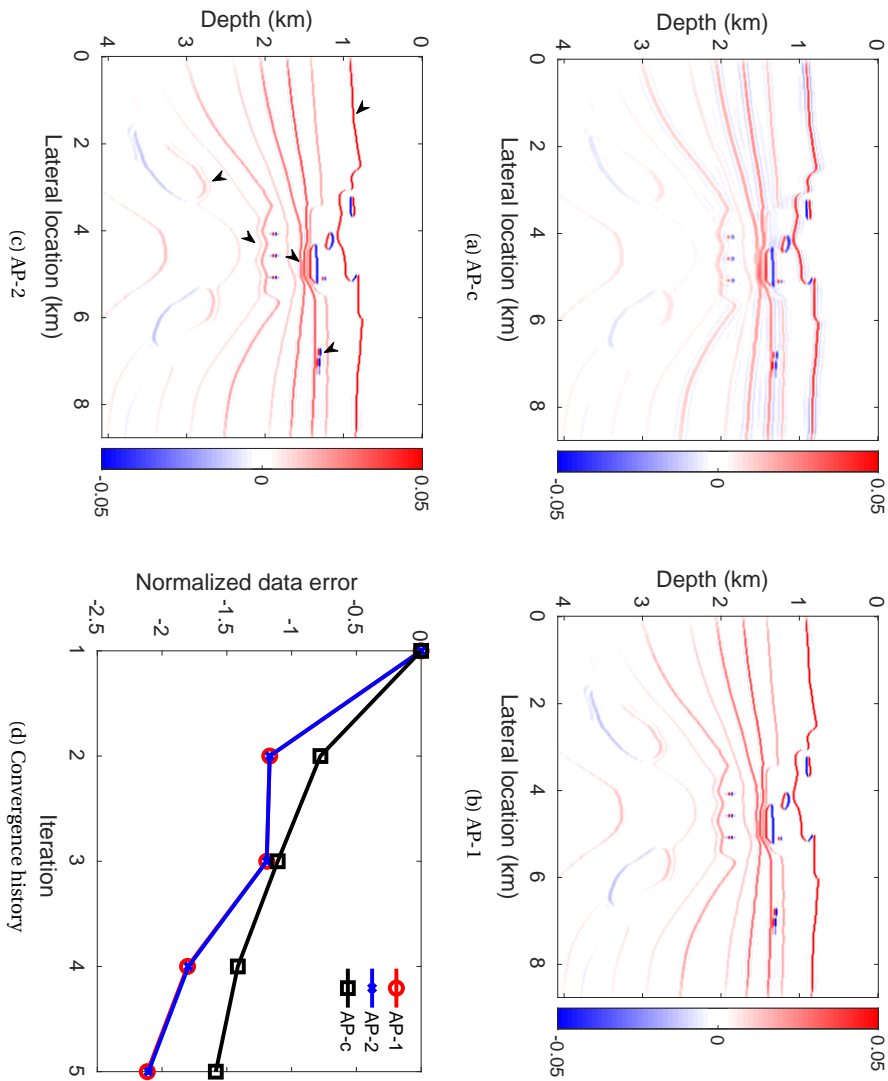 Depth (km)
0
1
2
3
4
0 2 4 6 8
Lateral location (km)
0.05
0
-0.05
(a) AP-c
Depth (km)
0
1
2
3
4
0 2 4 6 8
Lateral location (km)
0.05
0
-0.05
(b) AP-1
Depth (km)
0
1
2
3
4
0 2 4 6 8
Lateral location (km)
0.05
0
-0.05
(c) AP-2
Normalized data error
0
-0.5
-1
-1.5
-2
-2.5
1 2 3 4 5
Iteration
AP-1
AP-2
AP-c
(d) Convergence history